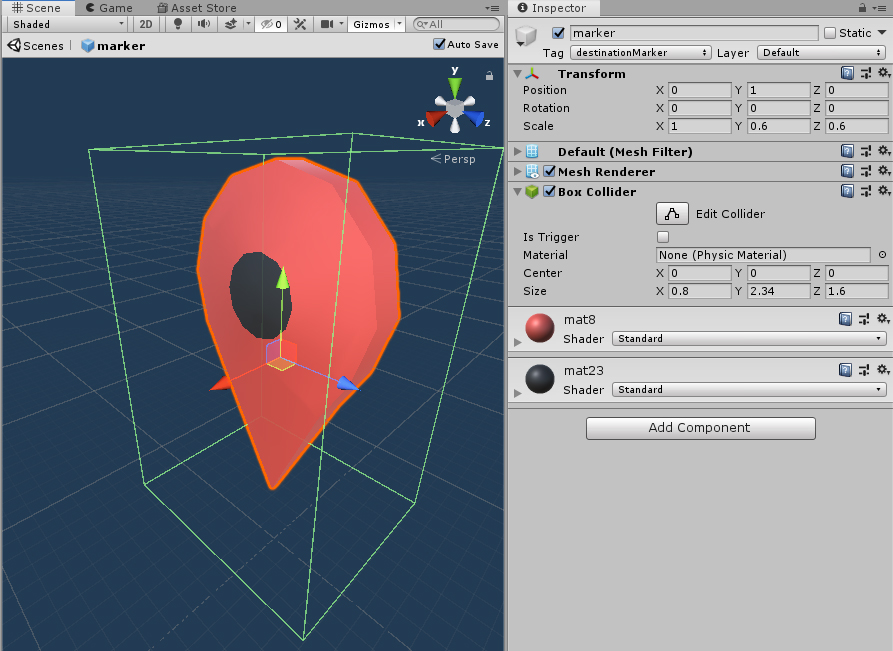 Scene Game Asset Store
Shaded 2D 0 Gizmos All
Scenes marker Auto Save
y
x
z
Persp
Inspector
marker Static
Tag destinationMarker Layer Default
Transform
Position X 0 Y 1 Z 0
Rotation X 0 Y 0 Z 0
Scale X 1 Y 0.6 Z 0.6
Default (Mesh Filter)
Mesh Renderer
Box Collider
Edit Collider
Is Trigger
Material None (Physic Material)
Center X 0 Y 0 Z 0
Size X 0.8 Y 2.34 Z 1.6
mat8
Shader Standard
mat23
Shader Standard
Add Component